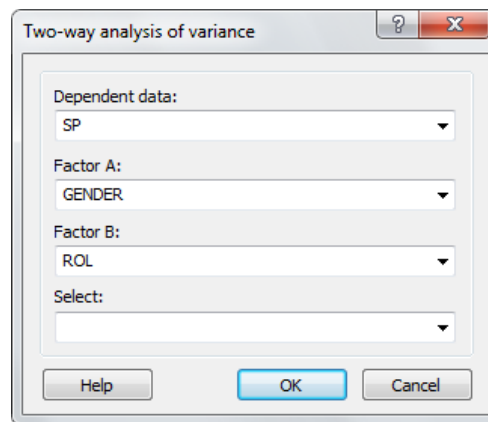 Two-way analysis of variance
?
Dependent data:
SP
Factor A:
GENDER
Factor B:
ROL
Select:
Help OK Cancel